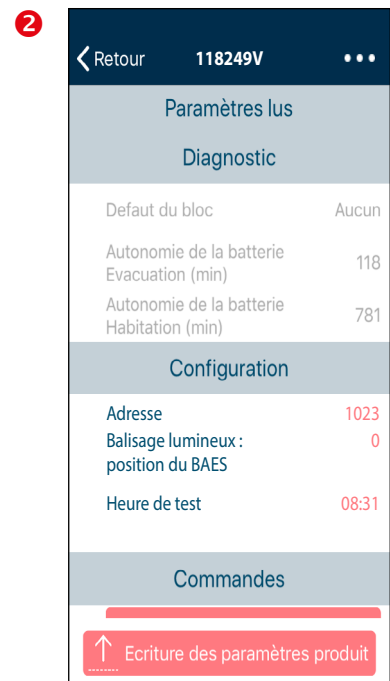 2
Retour 118249V
Paramètres lus
Diagnostic
Defaut du bloc Aucun
Autonomie de la batterie
Evacuation (min) 118
Autonomie de la batterie
Habitation (min) 781
Configuration
Adresse 1023
Balisage lumineux : 0
position du BAES
Heure de test 08:31
Commandes
Ecriture des paramètres produit